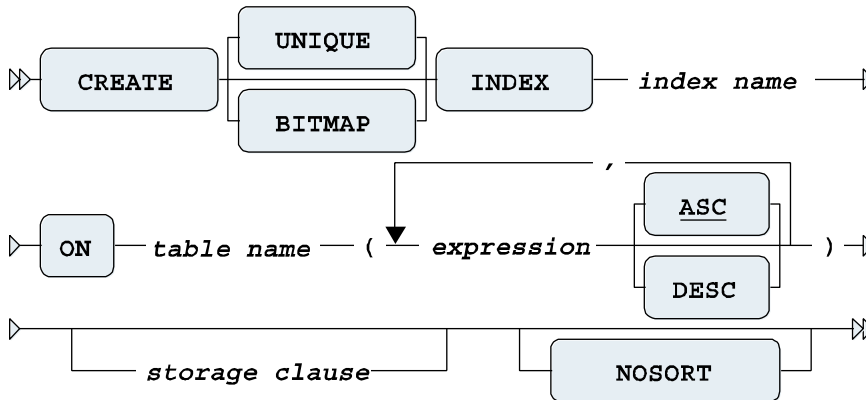 UNIQUE
CREATE INDEX index name
BITMAP
,
ASC
ON table name ( expression )
DESC
storage clause NOSORT